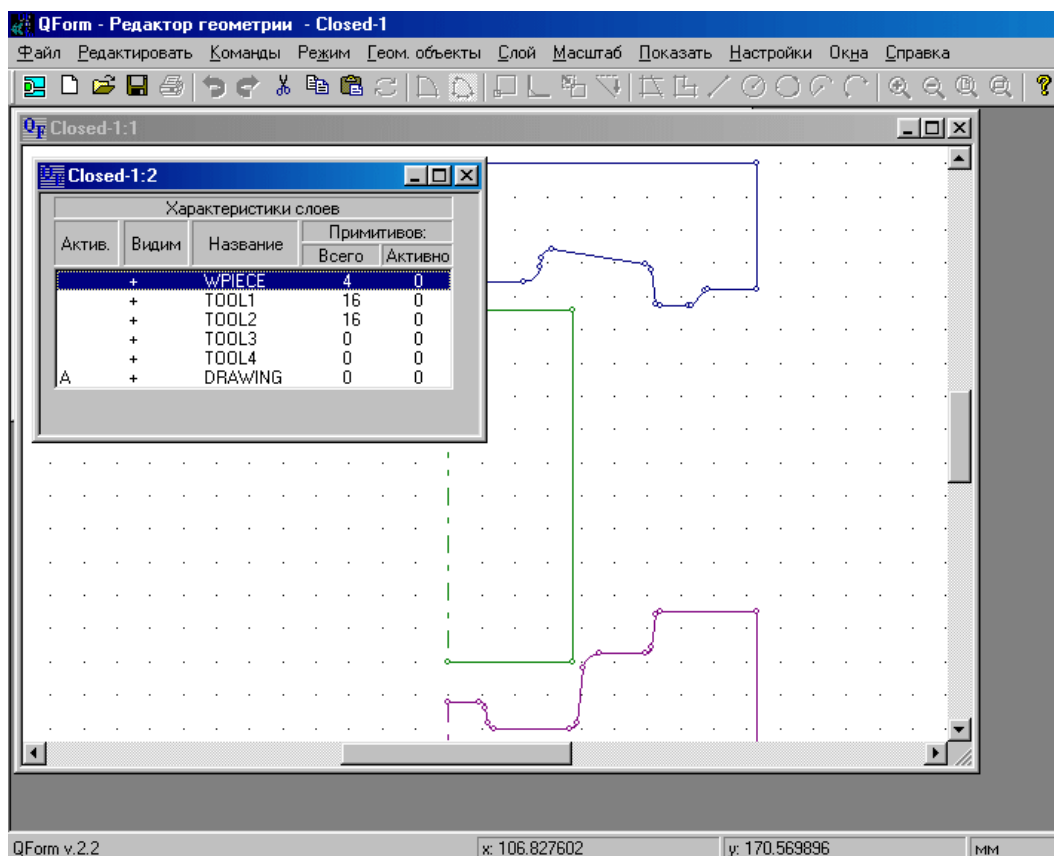 QForm - Редактор геометрии - Closed-1
Файл Редактировать Команды Режим Геом. объекты Слой Масштаб Показать Настройки Окна Справка
Closed-1:1
Closed-1:2
Характеристики слоев
Актив. Видим Название Примитивов:
Всего Активно
+ WPIECE 4 0
+ TOOL1 16 0
+ TOOL2 16 0
+ TOOL3 0 0
+ TOOL4 0 0
A + DRAWING 0 0
QForm v.2.2 x: 106.827602 y: 170.569896 мм